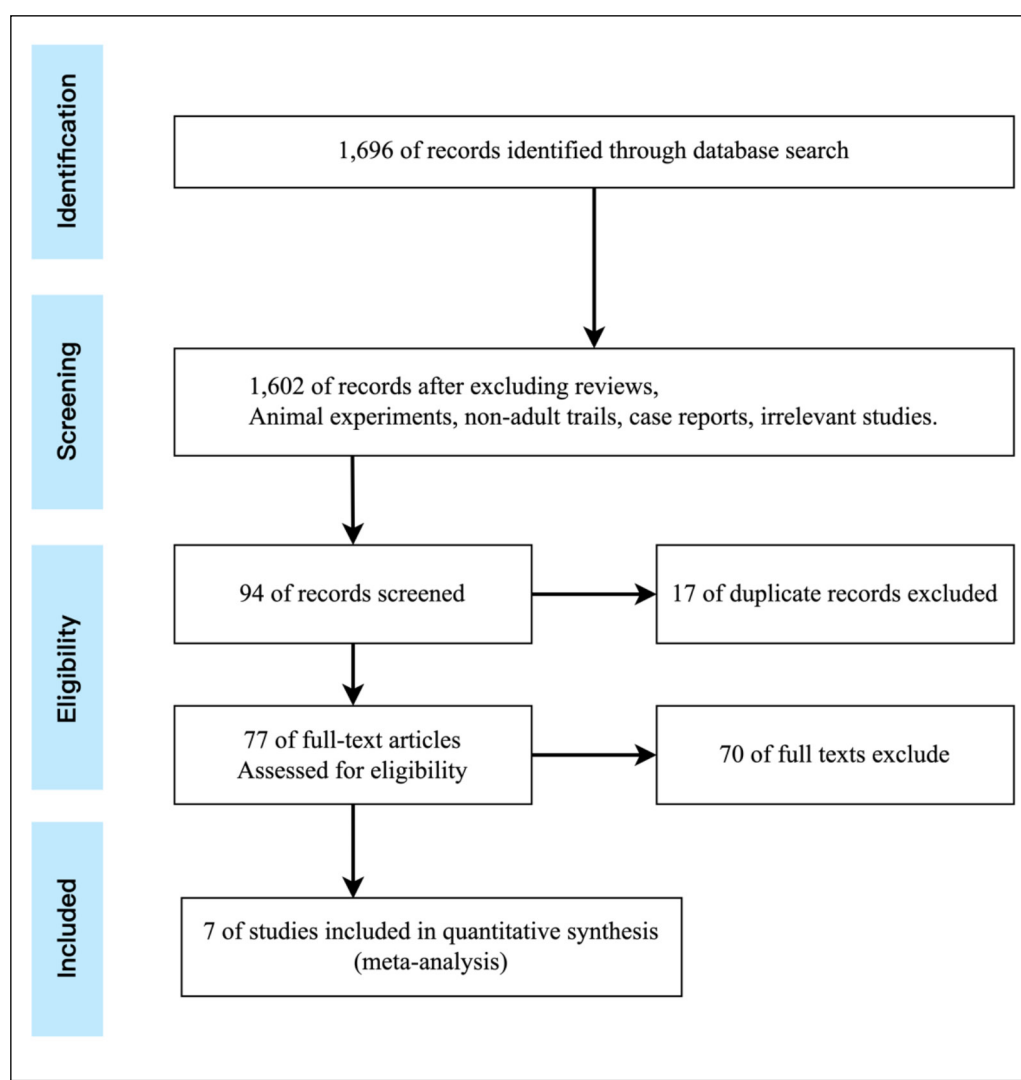 Identification
1,696 of records identified through database search
Screening
1,602 of records after excluding reviews,
Animal experiments, non-adult trails, case reports, irrelevant studies.
Eligibility
94 of records screened
17 of duplicate records excluded
77 of full-text articles
Assessed for eligibility
70 of full texts exclude
Included
7 of studies included in quantitative synthesis
(meta-analysis)